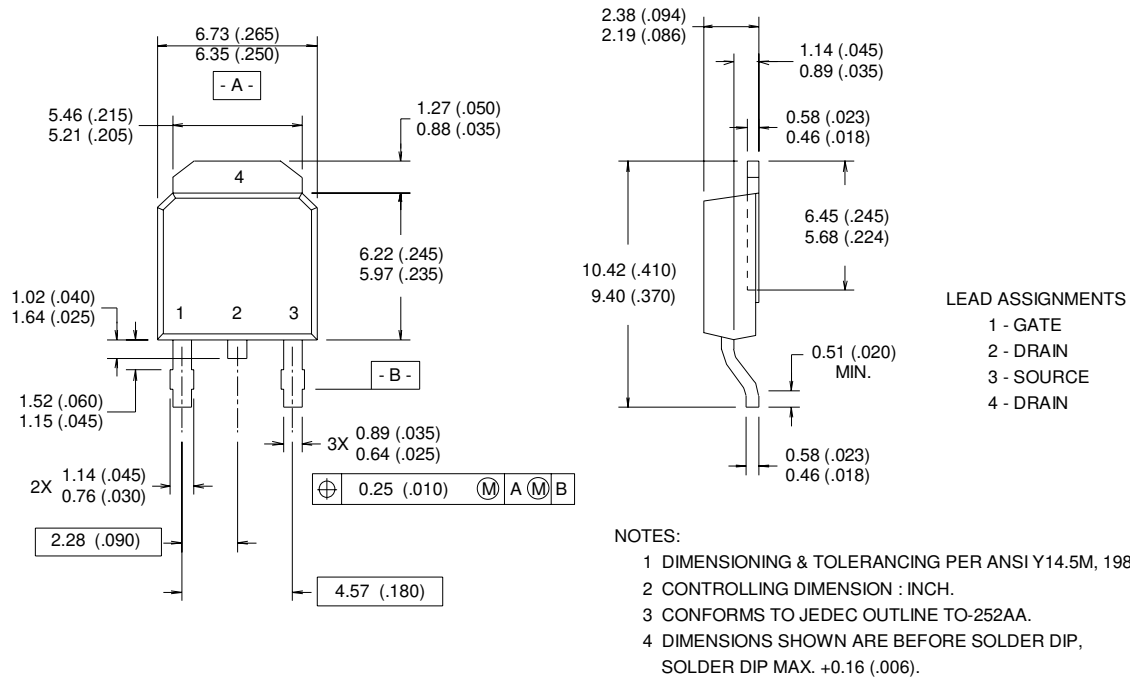 6.73 (.265)
6.35 (.250)
- A -
5.46 (.215)
5.21 (.205)
1.27 (.050)
0.88 (.035)
4
6.22 (.245)
5.97 (.235)
1.02 (.040)
1.64 (.025)
1 2 3
- B -
1.52 (.060)
1.15 (.045)
3X 0.89 (.035)
0.64 (.025)
2X 1.14 (.045)
0.76 (.030)
⌖ 0.25 (.010) Ⓜ A Ⓜ B
2.28 (.090)
4.57 (.180)
2.38 (.094)
2.19 (.086)
1.14 (.045)
0.89 (.035)
0.58 (.023)
0.46 (.018)
6.45 (.245)
5.68 (.224)
10.42 (.410)
9.40 (.370)
0.51 (.020)
MIN.
0.58 (.023)
0.46 (.018)
LEAD ASSIGNMENTS
1 - GATE
2 - DRAIN
3 - SOURCE
4 - DRAIN
NOTES:
1 DIMENSIONING & TOLERANCING PER ANSI Y14.5M, 198
2 CONTROLLING DIMENSION : INCH.
3 CONFORMS TO JEDEC OUTLINE TO-252AA.
4 DIMENSIONS SHOWN ARE BEFORE SOLDER DIP,
SOLDER DIP MAX. +0.16 (.006).